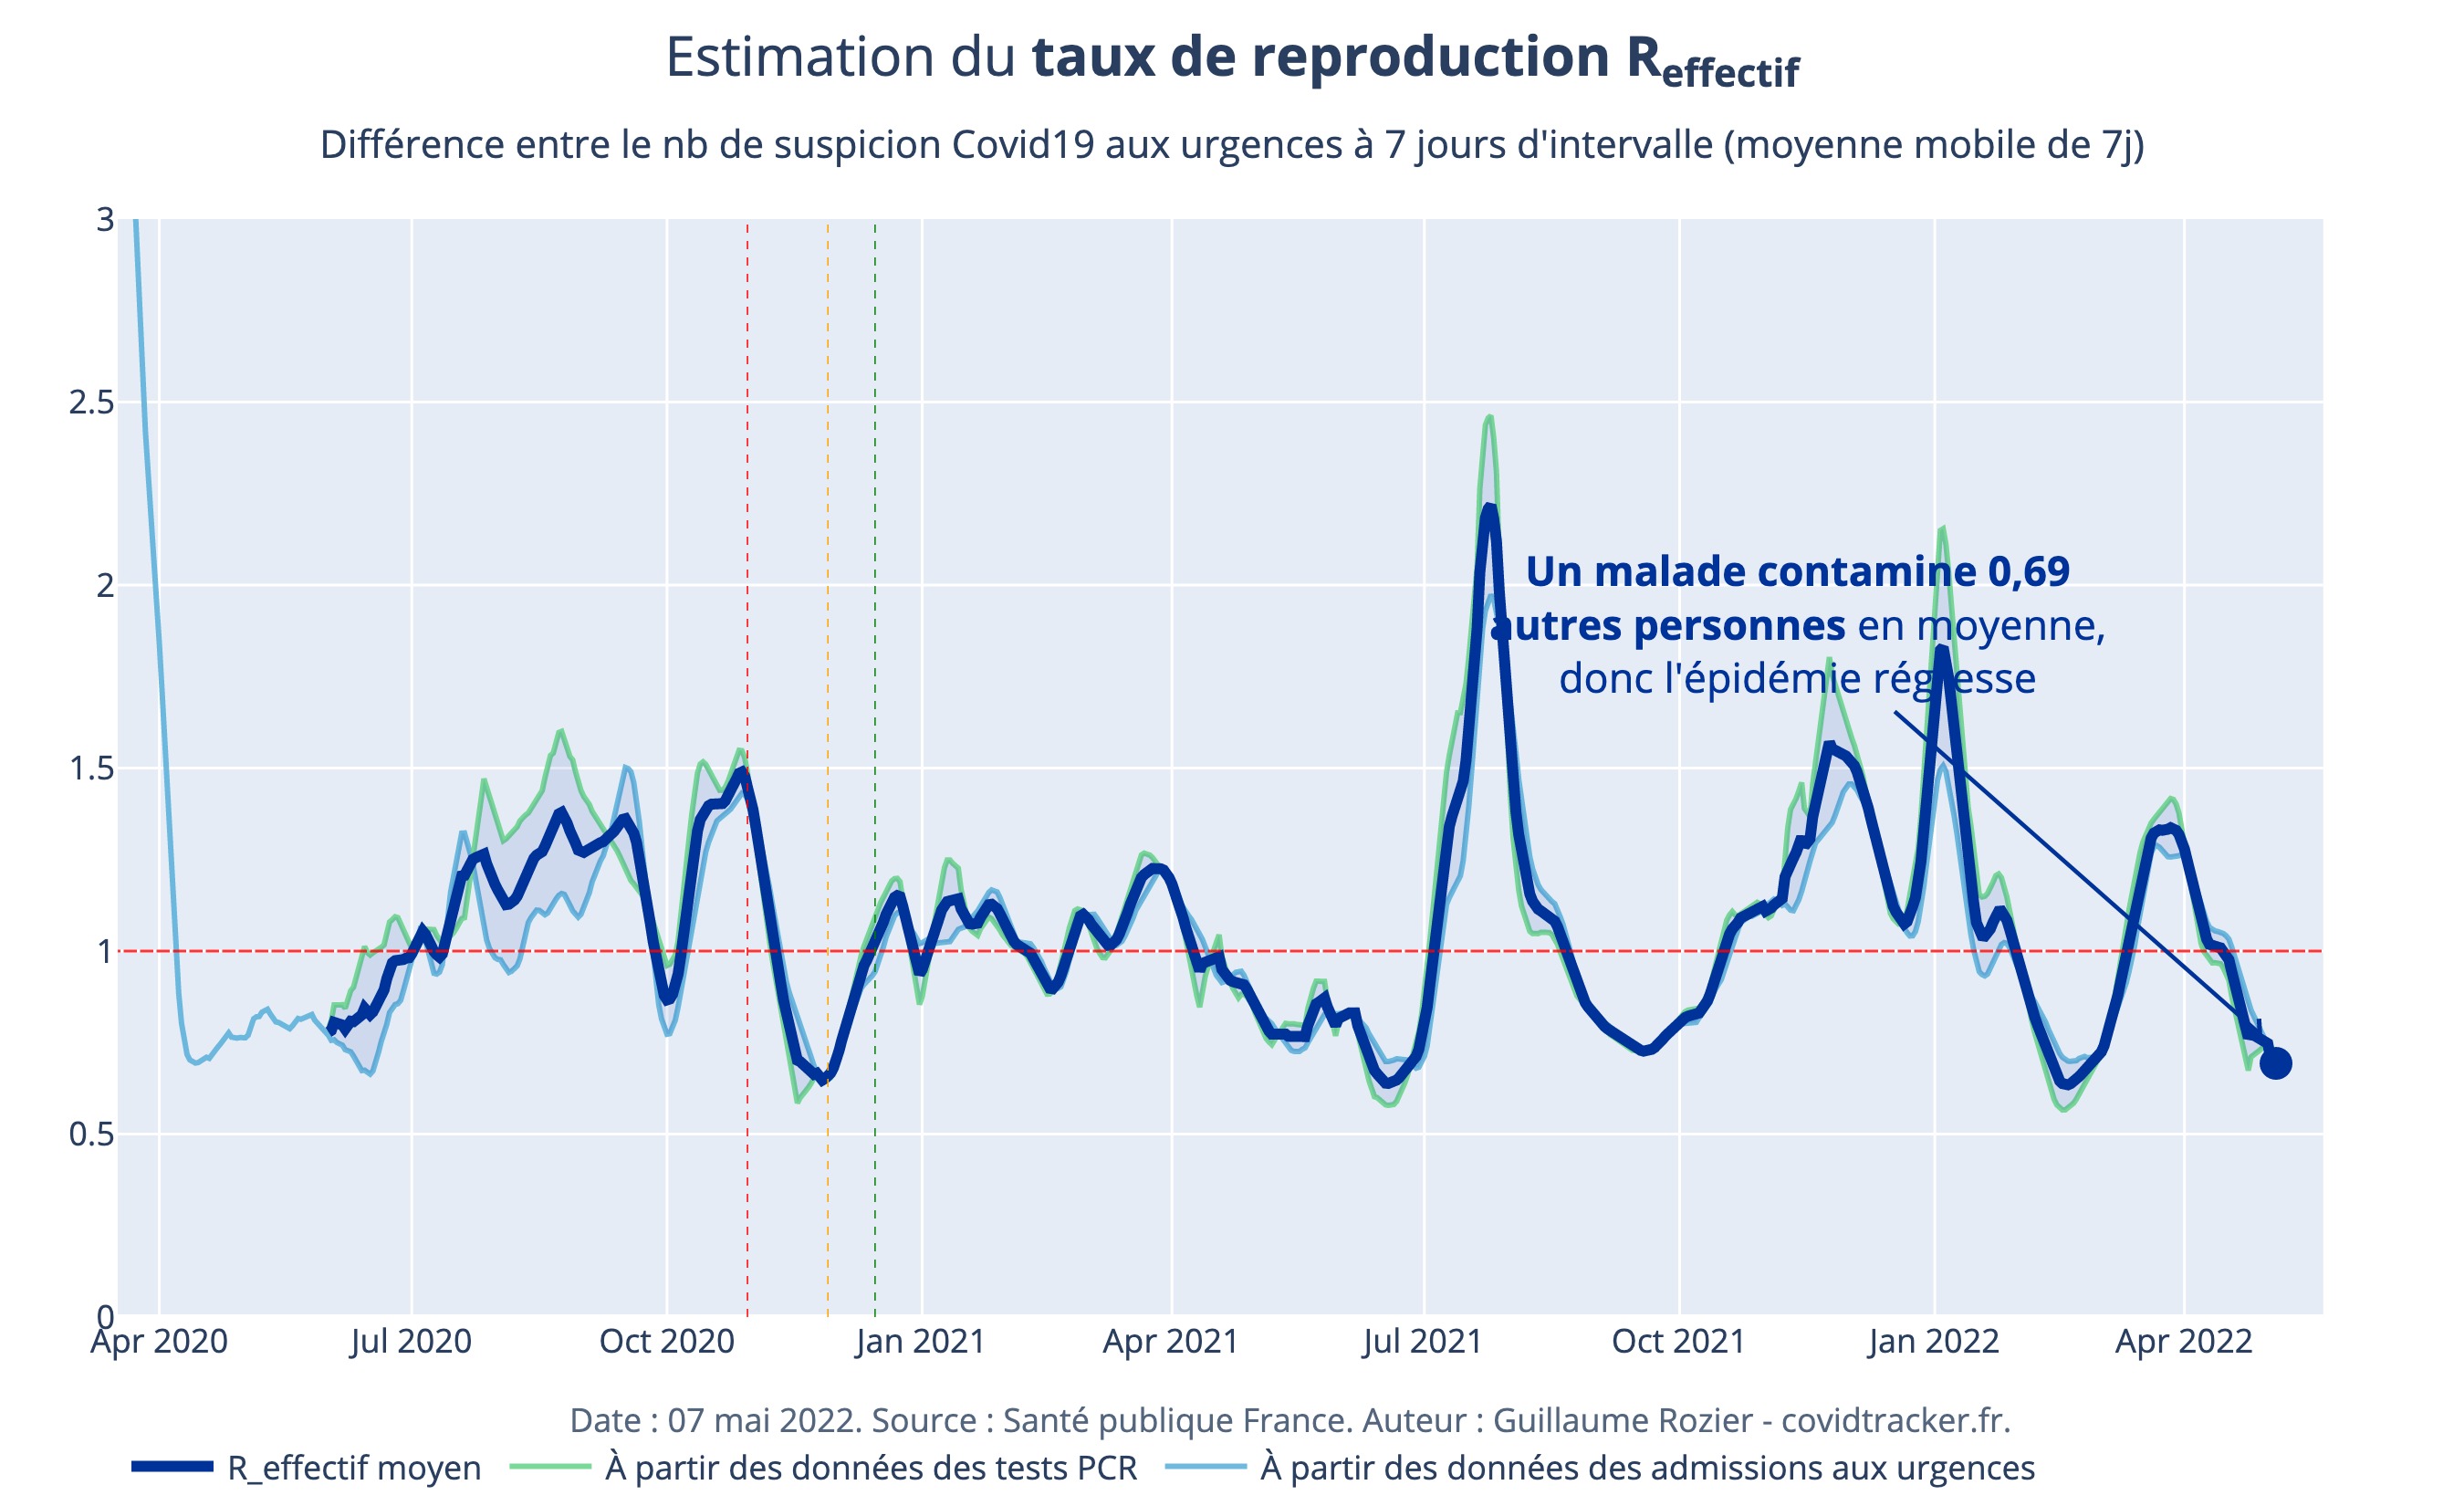 Estimation du taux de reproduction Reffectif
Différence entre le nb de suspicion Covid19 aux urgences à 7 jours d'intervalle (moyenne mobile de 7j)
3
2.5
2
1.5
1
0.5
0
Un malade contamine 0,69
autres personnes en moyenne,
donc l'épidémie régresse
Apr 2020 Jul 2020 Oct 2020 Jan 2021 Apr 2021 Jul 2021 Oct 2021 Jan 2022 Apr 2022
Date : 07 mai 2022. Source : Santé publique France. Auteur : Guillaume Rozier - covidtracker.fr.
R_effectif moyen À partir des données des tests PCR À partir des données des admissions aux urgences